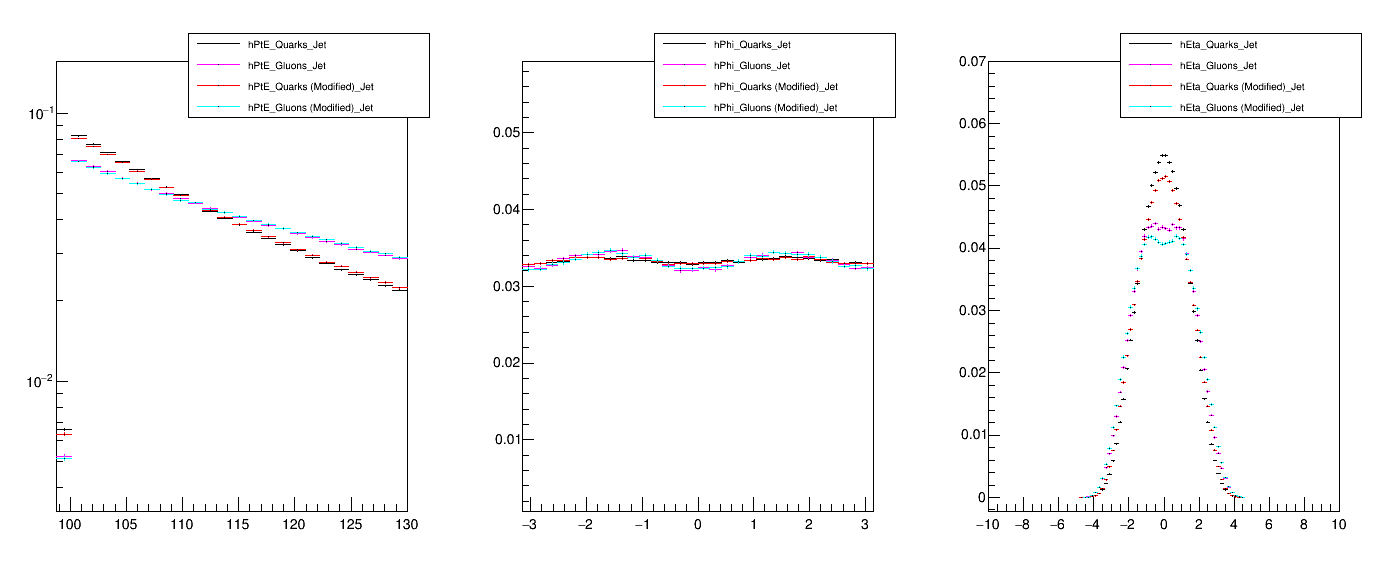 hPtE_Quarks_Jet
hPtE_Gluons_Jet
hPtE_Quarks (Modified)_Jet
hPtE_Gluons (Modified)_Jet
10⁻¹
10⁻²
100 105 110 115 120 125 130
hPhi_Quarks_Jet
hPhi_Gluons_Jet
hPhi_Quarks (Modified)_Jet
hPhi_Gluons (Modified)_Jet
0.05
0.04
0.03
0.02
0.01
−3 −2 −1 0 1 2 3
hEta_Quarks_Jet
hEta_Gluons_Jet
hEta_Quarks (Modified)_Jet
hEta_Gluons (Modified)_Jet
0.07
0.06
0.05
0.04
0.03
0.02
0.01
0
−10 −8 −6 −4 −2 0 2 4 6 8 10